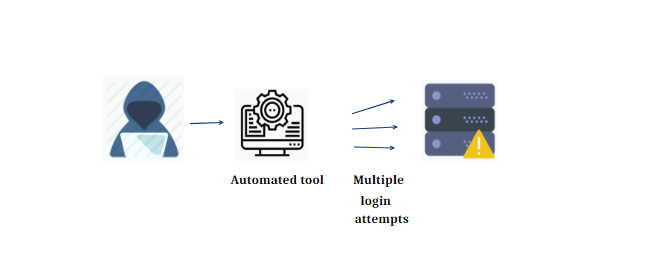 Automated tool
Multiple
login
attempts